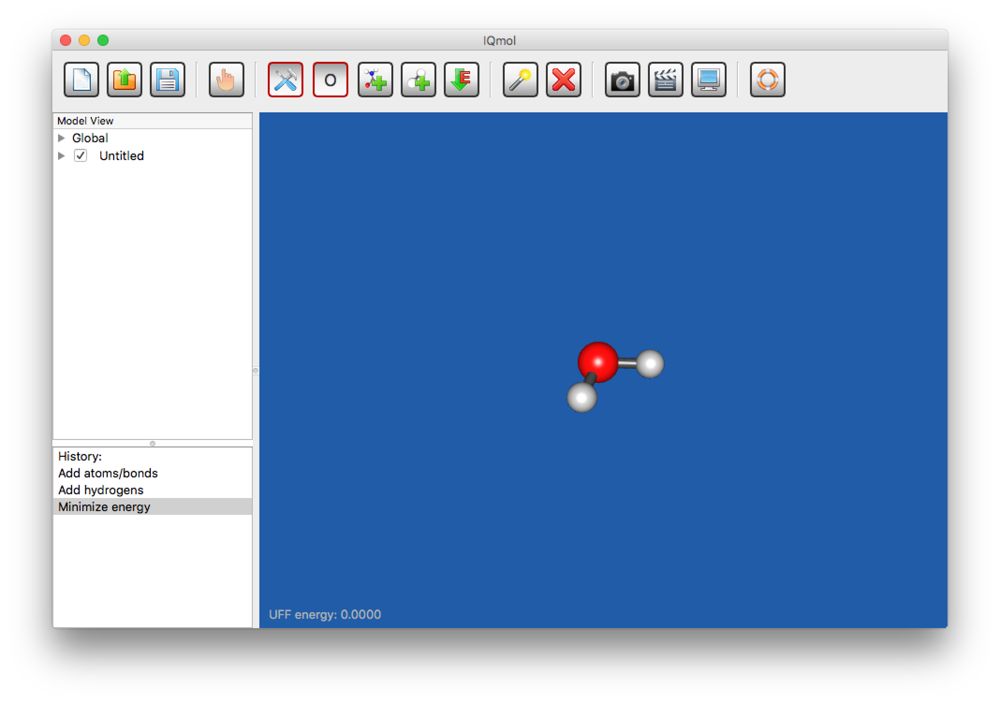 IQmol
O
E
Model View
Global
Untitled
History:
Add atoms/bonds
Add hydrogens
Minimize energy
UFF energy: 0.0000